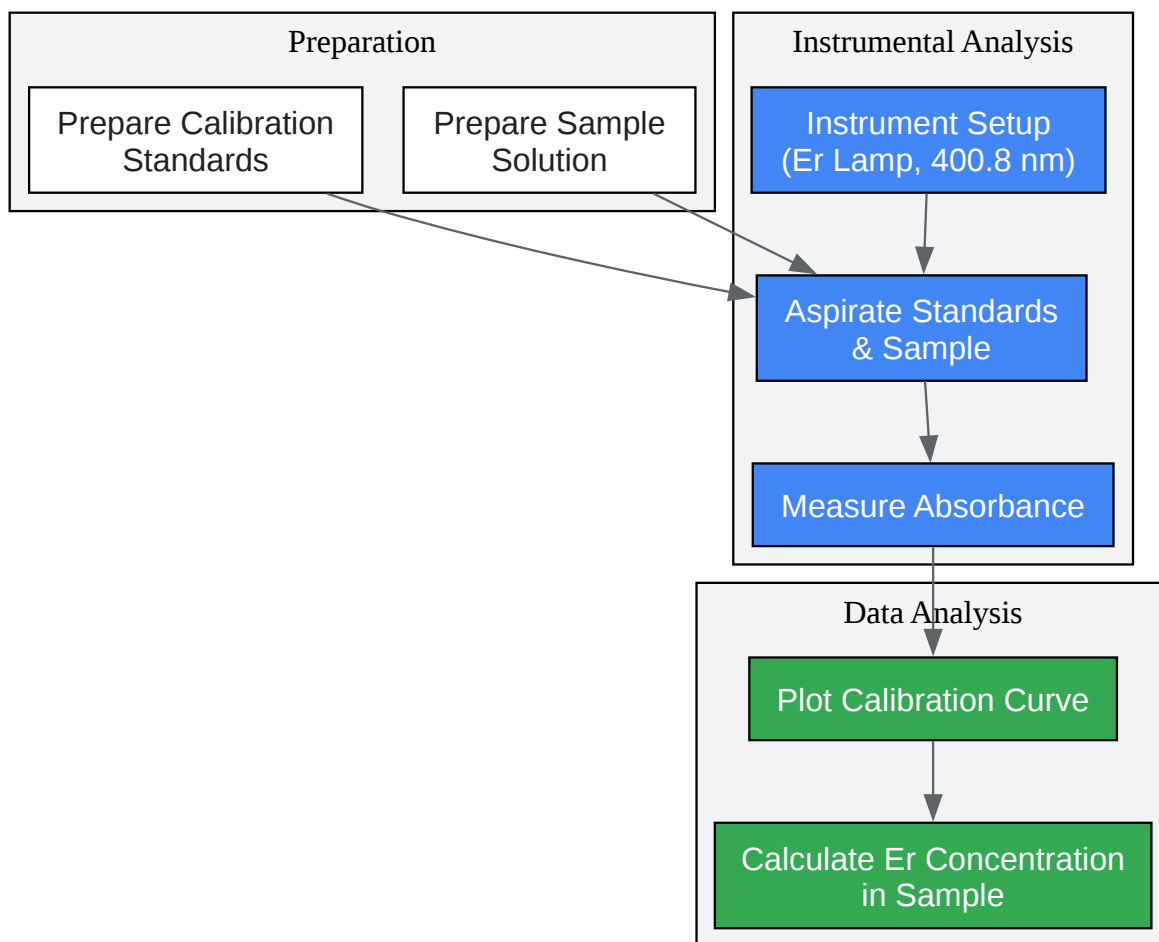 Preparation
Prepare Calibration
Standards
Prepare Sample
Solution
Instrumental Analysis
Instrument Setup
(Er Lamp, 400.8 nm)
Aspirate Standards
& Sample
Measure Absorbance
Data Analysis
Plot Calibration Curve
Calculate Er Concentration
in Sample